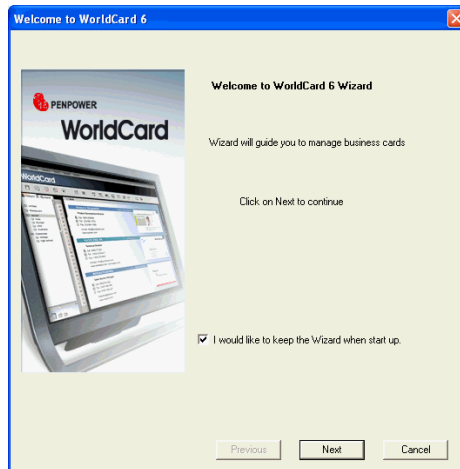 Welcome to WorldCard 6
PENPOWER
WorldCard
WorldCard
Welcome to WorldCard 6 Wizard
Wizard will guide you to manage business cards
Click on Next to continue
I would like to keep the Wizard when start up.
Previous
Next
Cancel